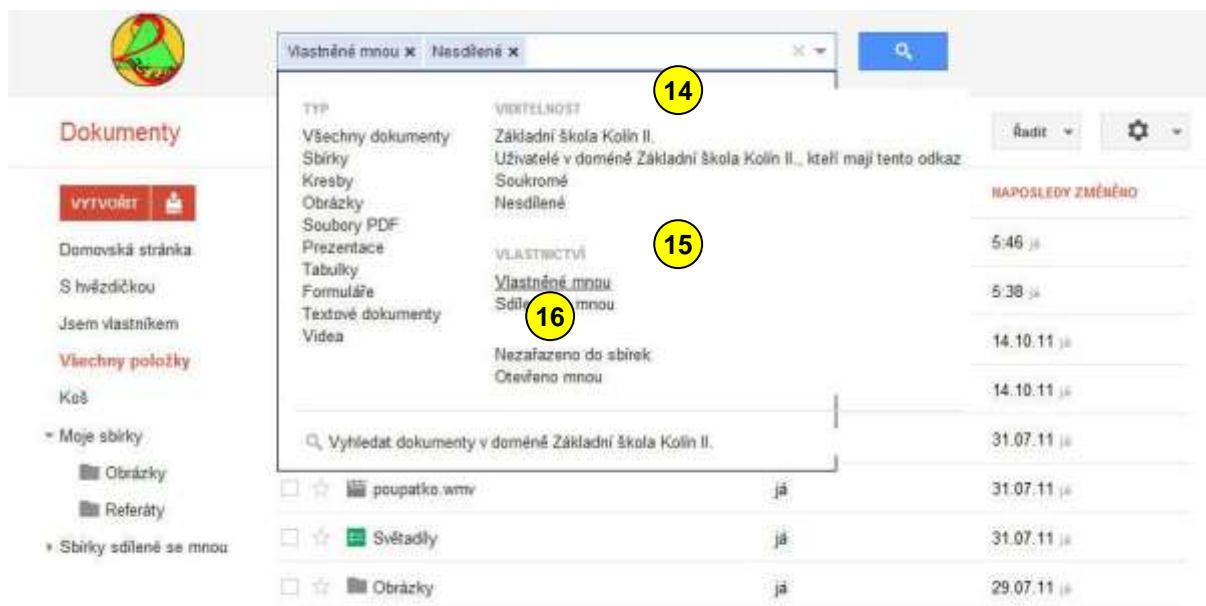 Vlastněné mnou × Nesdílené ×
14
TYP
VIDITELNOST
Dokumenty
Všechny dokumenty
Základní škola Kolín II.
Řadit
Sbírky
Uživatelé v doméně Základní škola Kolín II., kteří mají tento odkaz
Kresby
Soukromé
VYTVOŘIT
Obrázky
Nesdílené
NAPOSLEDY ZMĚNĚNO
Soubory PDF
Domovská stránka
Prezentace
VLASTNICTVÍ
15
5:46 já
Tabulky
S hvězdičkou
Formuláře
Vlastněné mnou
5:38 já
Textové dokumenty
mnou
16
Jsem vlastníkem
Videa
14.10.11 já
Všechny položky
Nezařazeno do sbírek
Otevřeno mnou
14.10.11 já
Koš
Moje sbírky
Vyhledat dokumenty v doméně Základní škola Kolín II.
31.07.11 já
Obrázky
poupatko.wmv já 31.07.11 já
Referáty
Sbírky sdílené se mnou
Světadíly já 31.07.11 já
Obrázky já 29.07.11 já